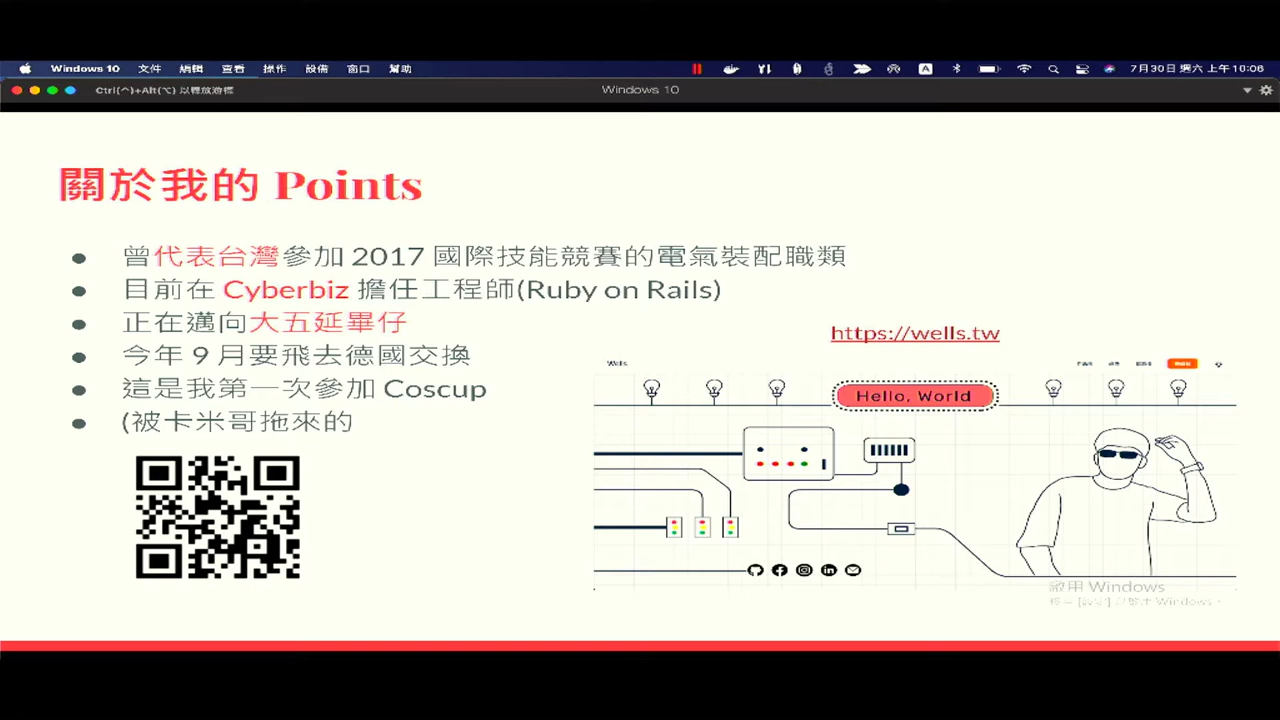 Windows 10 文件 編輯 查看 操作 設備 窗口 幫助
7月30日 週六 上午10:06
Ctrl(^)+Alt(⌥) 以釋放游標
Windows 10
關於我的 Points
曾代表台灣參加 2017 國際技能競賽的電氣裝配職類
目前在 Cyberbiz 擔任工程師(Ruby on Rails)
正在邁向大五延畢仔
今年 9 月要飛去德國交換
這是我第一次參加 Coscup
(被卡米哥拖來的
https://wells.tw
Wells
Hello, World
啟用 Windows